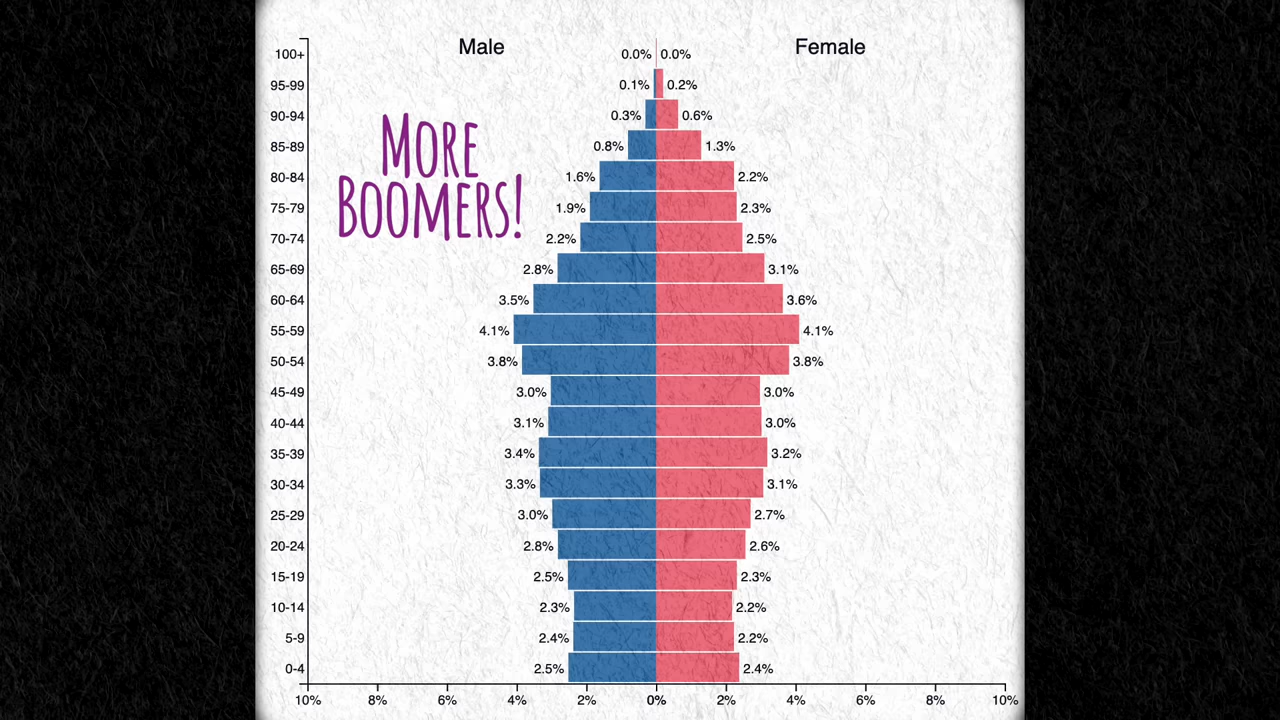 Male Female
100+ 0.0% 0.0%
95-99 0.1% 0.2%
90-94 0.3% 0.6%
MORE
BOOMERS!
85-89 0.8% 1.3%
80-84 1.6% 2.2%
75-79 1.9% 2.3%
70-74 2.2% 2.5%
65-69 2.8% 3.1%
60-64 3.5% 3.6%
55-59 4.1% 4.1%
50-54 3.8% 3.8%
45-49 3.0% 3.0%
40-44 3.1% 3.0%
35-39 3.4% 3.2%
30-34 3.3% 3.1%
25-29 3.0% 2.7%
20-24 2.8% 2.6%
15-19 2.5% 2.3%
10-14 2.3% 2.2%
5-9 2.4% 2.2%
0-4 2.5% 2.4%
10% 8% 6% 4% 2% 0% 2% 4% 6% 8% 10%